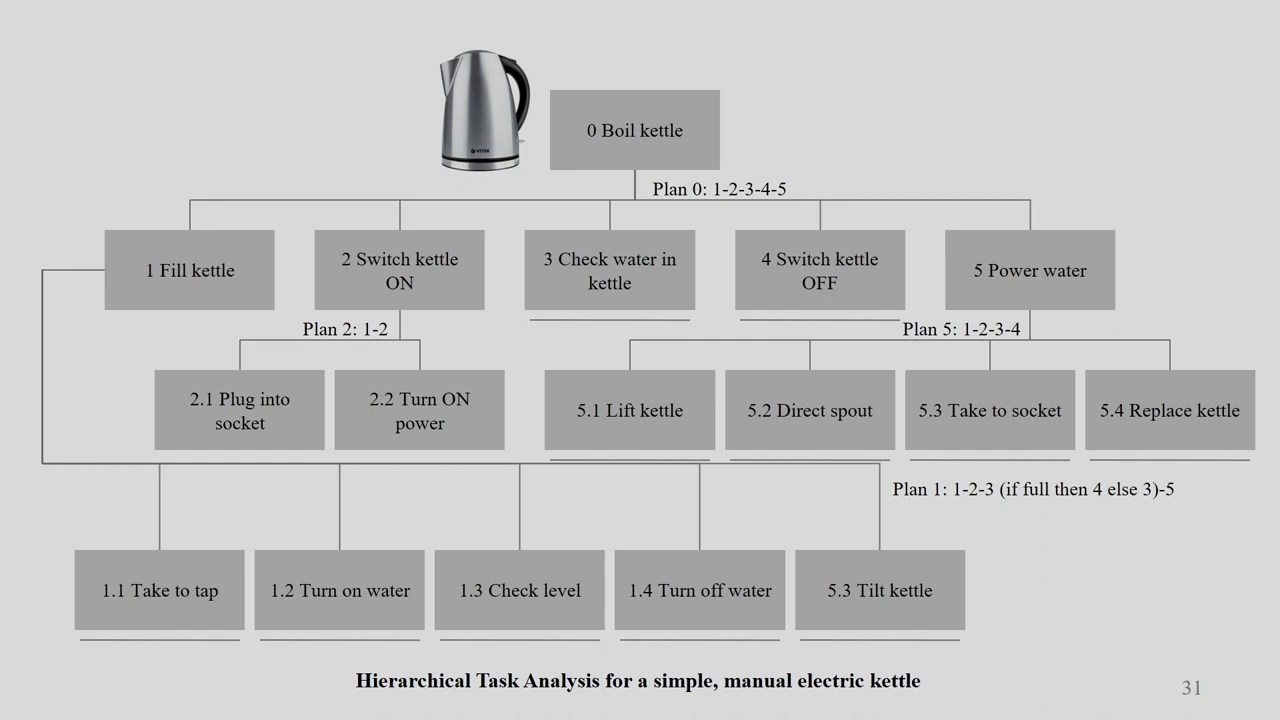 VITEK
0 Boil kettle
Plan 0: 1-2-3-4-5
1 Fill kettle
2 Switch kettle
ON
3 Check water in
kettle
4 Switch kettle
OFF
5 Power water
Plan 2: 1-2
Plan 5: 1-2-3-4
2.1 Plug into
socket
2.2 Turn ON
power
5.1 Lift kettle
5.2 Direct spout
5.3 Take to socket
5.4 Replace kettle
Plan 1: 1-2-3 (if full then 4 else 3)-5
1.1 Take to tap
1.2 Turn on water
1.3 Check level
1.4 Turn off water
5.3 Tilt kettle
Hierarchical Task Analysis for a simple, manual electric kettle
31